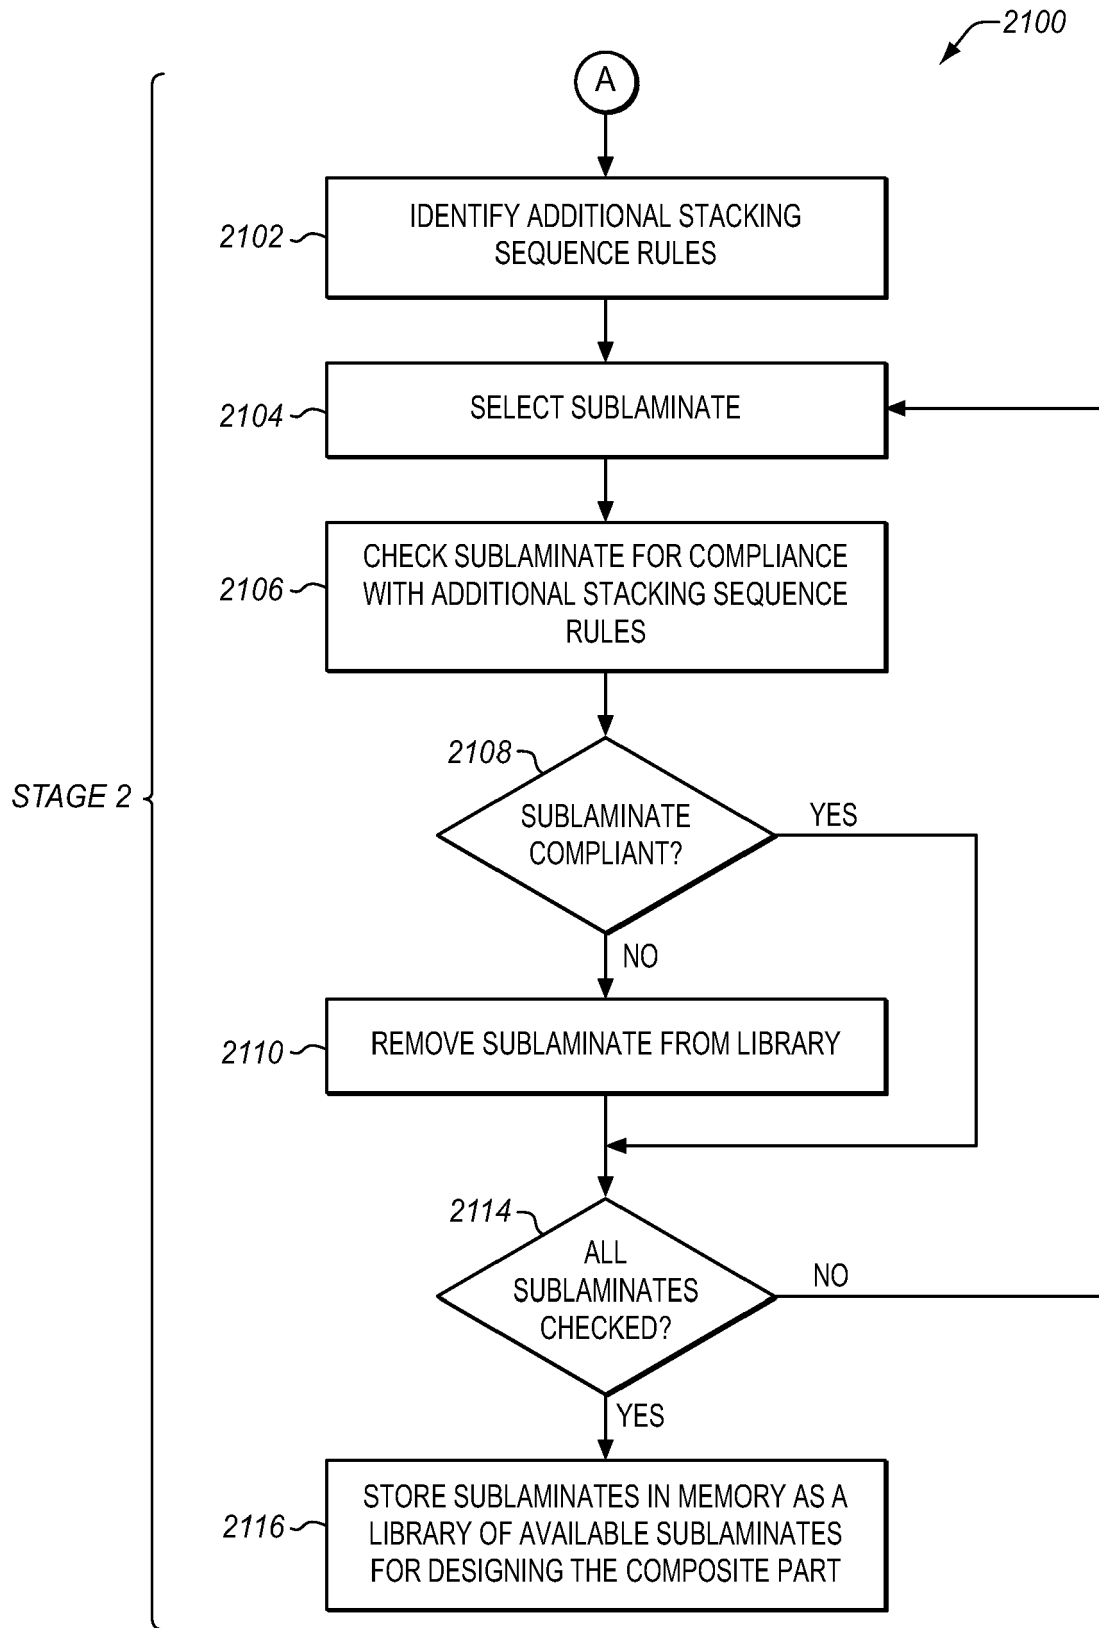 2100
A
IDENTIFY ADDITIONAL STACKING
SEQUENCE RULES
2102
SELECT SUBLAMINATE
2104
CHECK SUBLAMINATE FOR COMPLIANCE
WITH ADDITIONAL STACKING SEQUENCE
RULES
2106
2108
SUBLAMINATE
COMPLIANT?
YES
STAGE 2
NO
REMOVE SUBLAMINATE FROM LIBRARY
2110
2114
ALL
SUBLAMINATES
CHECKED?
NO
YES
STORE SUBLAMINATES IN MEMORY AS A
LIBRARY OF AVAILABLE SUBLAMINATES
FOR DESIGNING THE COMPOSITE PART
2116